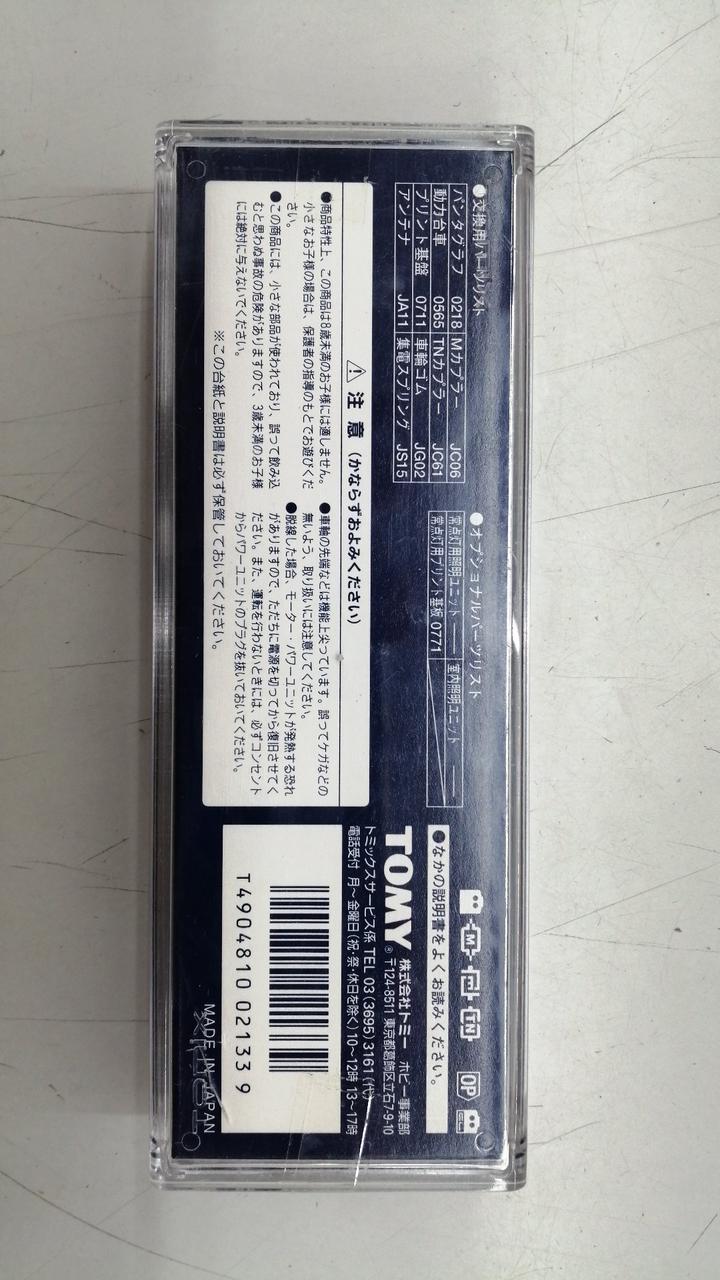 ●交換用パーツリスト
パンタグラフ 0218 Mカプラー JC06
動力台車 0565 TNカプラー JC61
プリント基盤 0711 車輪ゴム JG02
アンテナ JA11 集電スプリング JS15
●オプショナルパーツリスト
常点灯用照明ユニット — 室内照明ユニット —
常点灯用プリント基板 0771
M TN OP
●なかの説明書をよくお読みください。
⚠ 注 意 (かならずおよみください)
●商品特性上、この商品は8歳未満のお子様には適しません。
小さなお子様の場合は、保護者の指導のもとでお遊びくだ
さい。
●この商品には、小さな部品が使われており、誤って飲み込
むと思わぬ事故の危険がありますので、3歳未満のお子様
には絶対に与えないでください。
●車輪の先端などは機能上尖っています。誤ってケガなどの
無いよう、取り扱いには注意してください。
●脱線した場合、モーター・パワーユニットが発熱する恐れ
がありますので、ただちに電源を切ってから復旧させてく
ださい。また、運転を行わないときには、必ずコンセント
からパワーユニットのプラグを抜いておいてください。
※この台紙と説明書は必ず保管しておいてください。
TOMY® 株式会社トミー ホビー事業部
〒124-8511 東京都葛飾区立石7-9-10
トミックスサービス係 TEL 03(3695)3161(代)
電話受付 月〜金曜日(祝・祭・休日を除く)10〜12時 13〜17時
T4904810 02133 9
MADE IN JAPAN